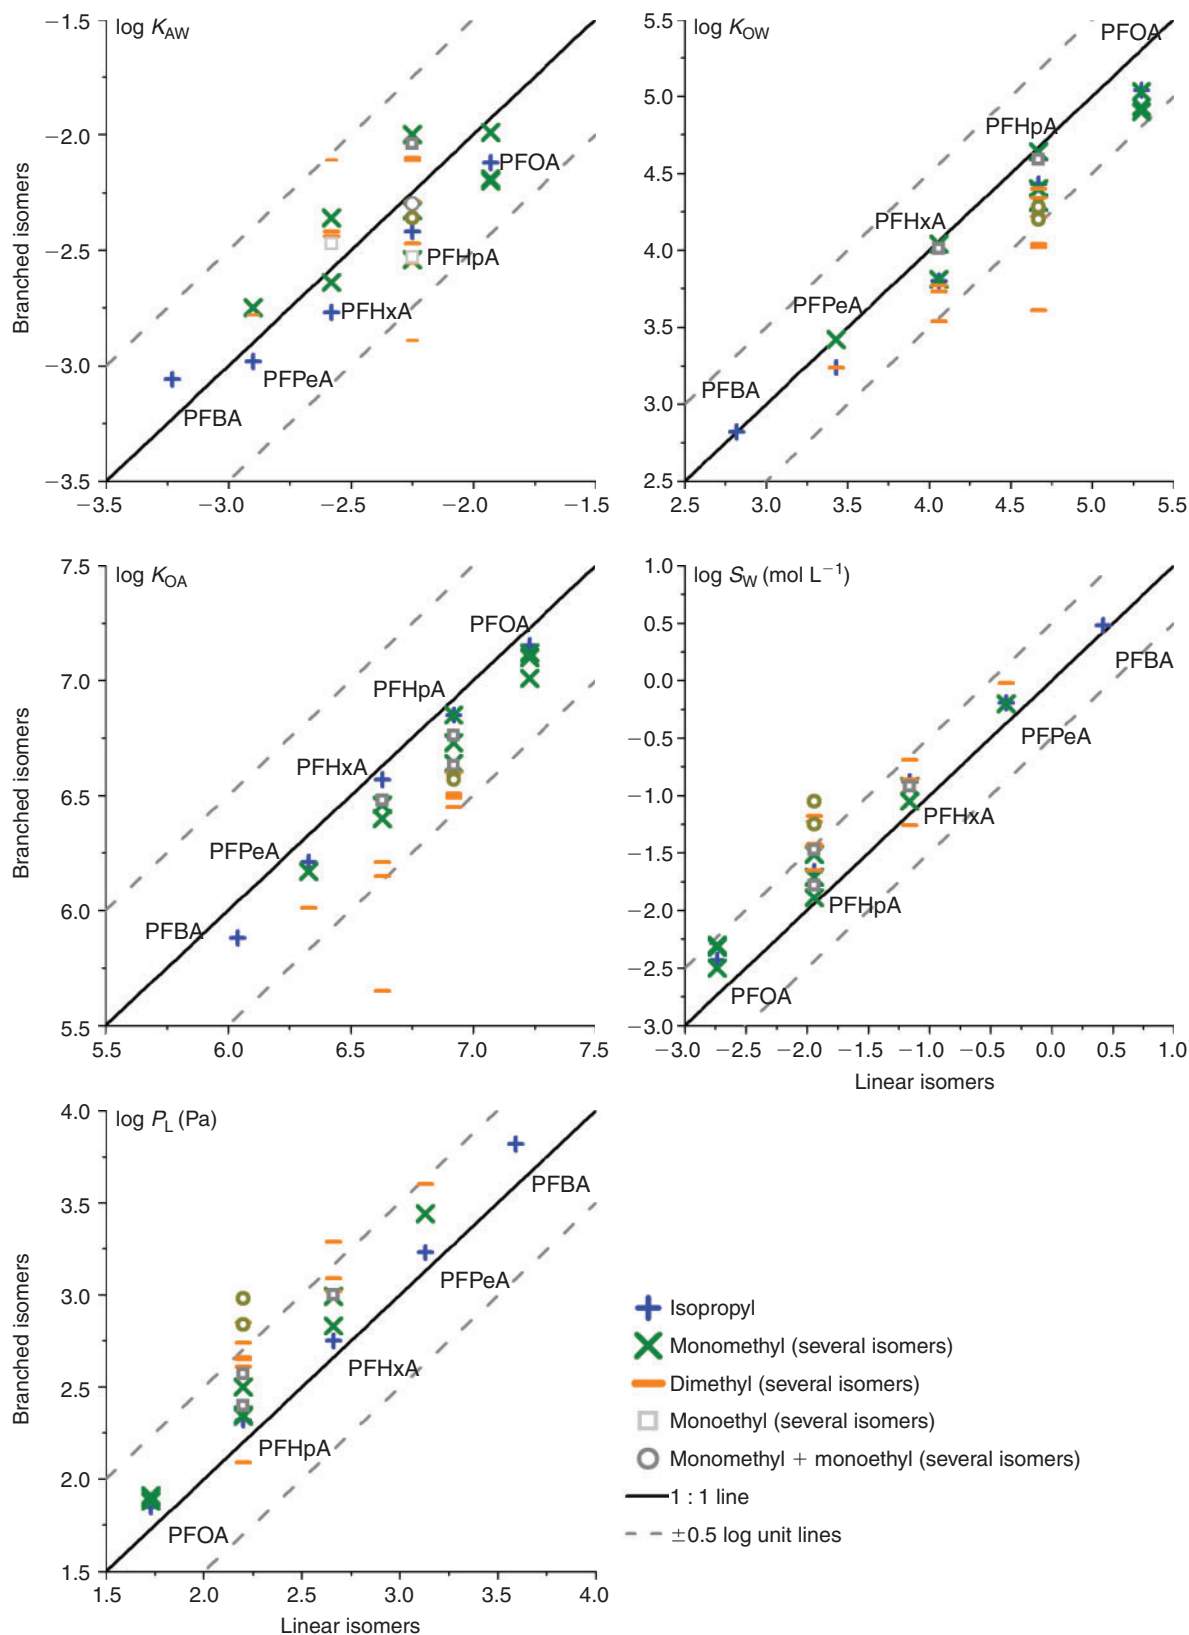 log K_AW
−1.5
−2.0
−2.5
−3.0
−3.5
−3.5 −3.0 −2.5 −2.0 −1.5
Branched isomers
PFOA
PFHpA
PFHxA
PFPeA
PFBA
log K_OW
5.5
5.0
4.5
4.0
3.5
3.0
2.5
2.5 3.0 3.5 4.0 4.5 5.0 5.5
PFOA
PFHpA
PFHxA
PFPeA
PFBA
log K_OA
7.5
7.0
6.5
6.0
5.5
5.5 6.0 6.5 7.0 7.5
Branched isomers
PFOA
PFHpA
PFHxA
PFPeA
PFBA
log S_W (mol L⁻¹)
1.0
0.5
0.0
−0.5
−1.0
−1.5
−2.0
−2.5
−3.0
−3.0 −2.5 −2.0 −1.5 −1.0 −0.5 0.0 0.5 1.0
Linear isomers
PFBA
PFPeA
PFHxA
PFHpA
PFOA
log P_L (Pa)
4.0
3.5
3.0
2.5
2.0
1.5
1.5 2.0 2.5 3.0 3.5 4.0
Branched isomers
Linear isomers
PFBA
PFPeA
PFHxA
PFHpA
PFOA
Isopropyl
Monomethyl (several isomers)
Dimethyl (several isomers)
Monoethyl (several isomers)
Monomethyl + monoethyl (several isomers)
1 : 1 line
±0.5 log unit lines